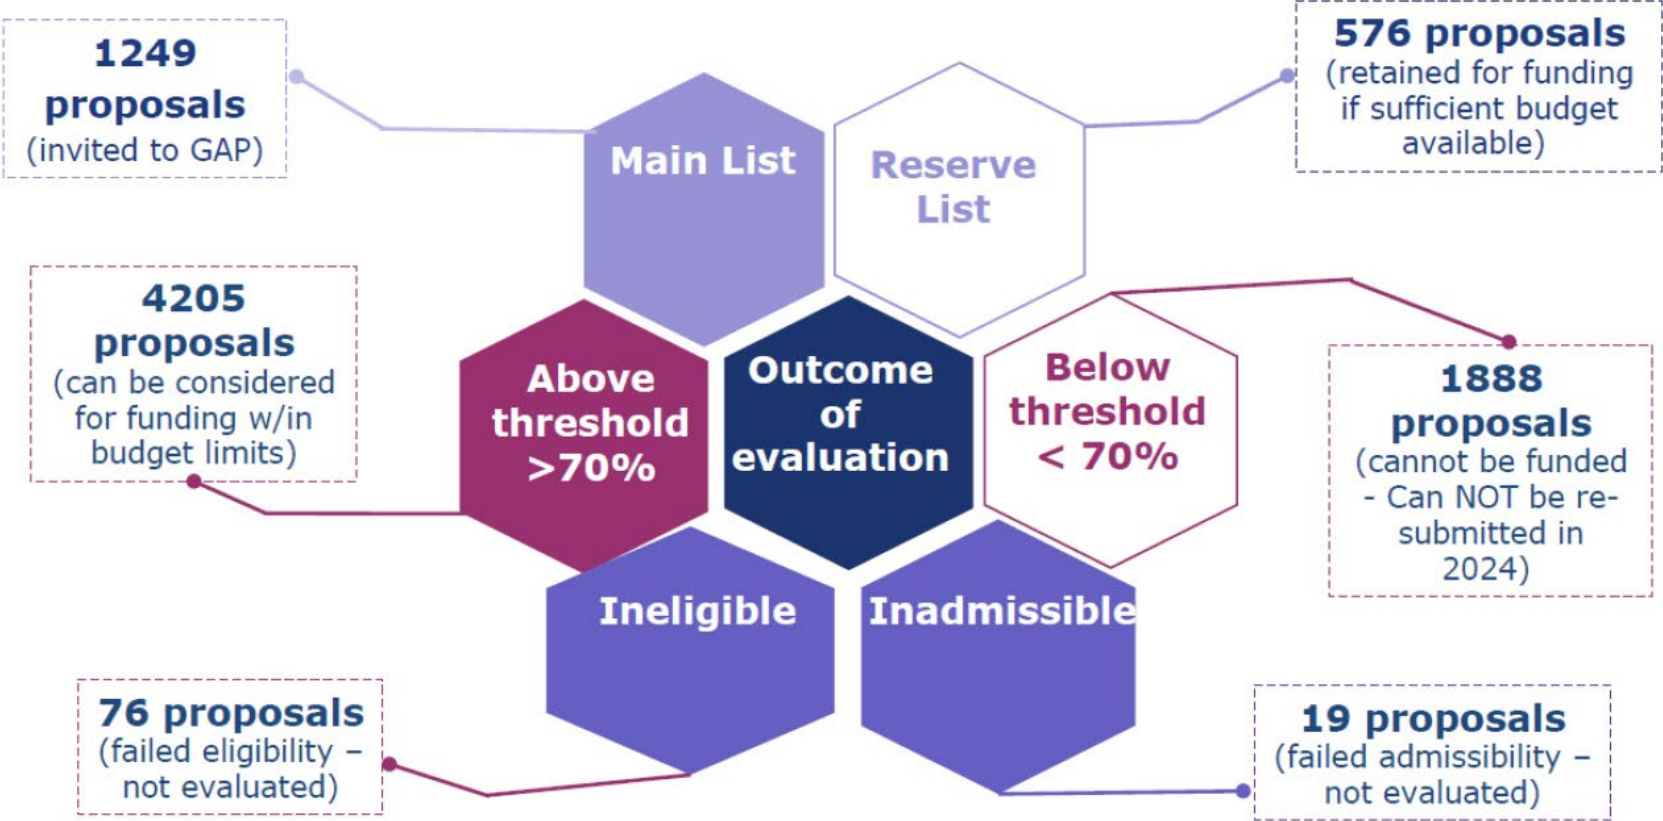 1249
proposals
(invited to GAP)
Main List
Reserve
List
576 proposals
(retained for funding
if sufficient budget
available)
4205
proposals
(can be considered
for funding w/in
budget limits)
Above
threshold
>70%
Outcome
of
evaluation
Below
threshold
< 70%
1888
proposals
(cannot be funded
- Can NOT be re-
submitted in
2024)
Ineligible
Inadmissible
76 proposals
(failed eligibility –
not evaluated)
19 proposals
(failed admissibility –
not evaluated)